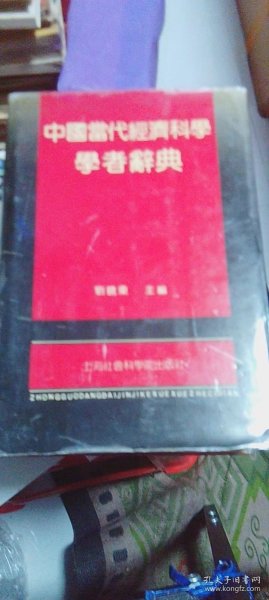 中國當代經濟科學
學者辭典
主編
上海社會科學院出版社
ZHONGGUODANGDAIJINJIKEXUEXUEZHECIDIAN
孔夫子旧书网